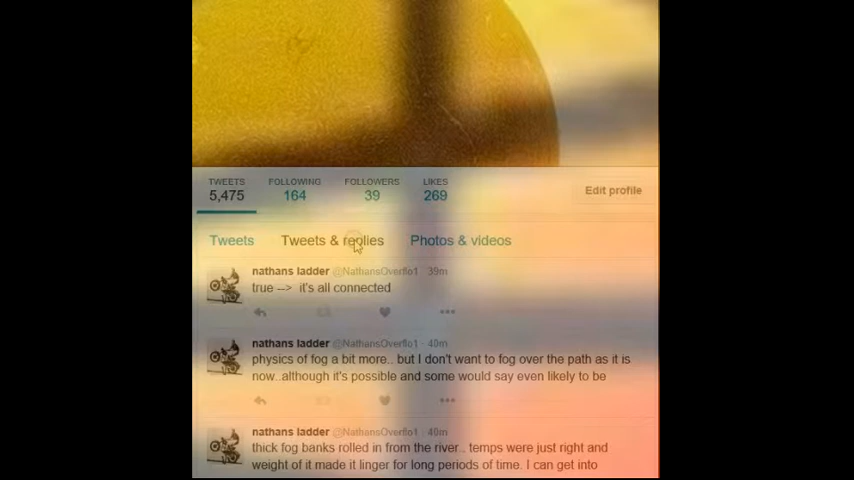 TWEETS FOLLOWING FOLLOWERS LIKES
5,475 164 39 269
Edit profile
Tweets Tweets & replies Photos & videos
nathans ladder @NathansOverflo1 · 39m
true --> it's all connected
nathans ladder @NathansOverflo1 · 40m
physics of fog a bit more.. but I don't want to fog over the path as it is
now..although it's possible and some would say even likely to be
nathans ladder @NathansOverflo1 · 40m
thick fog banks rolled in from the river.. temps were just right and
weight of it made it linger for long periods of time. I can get into